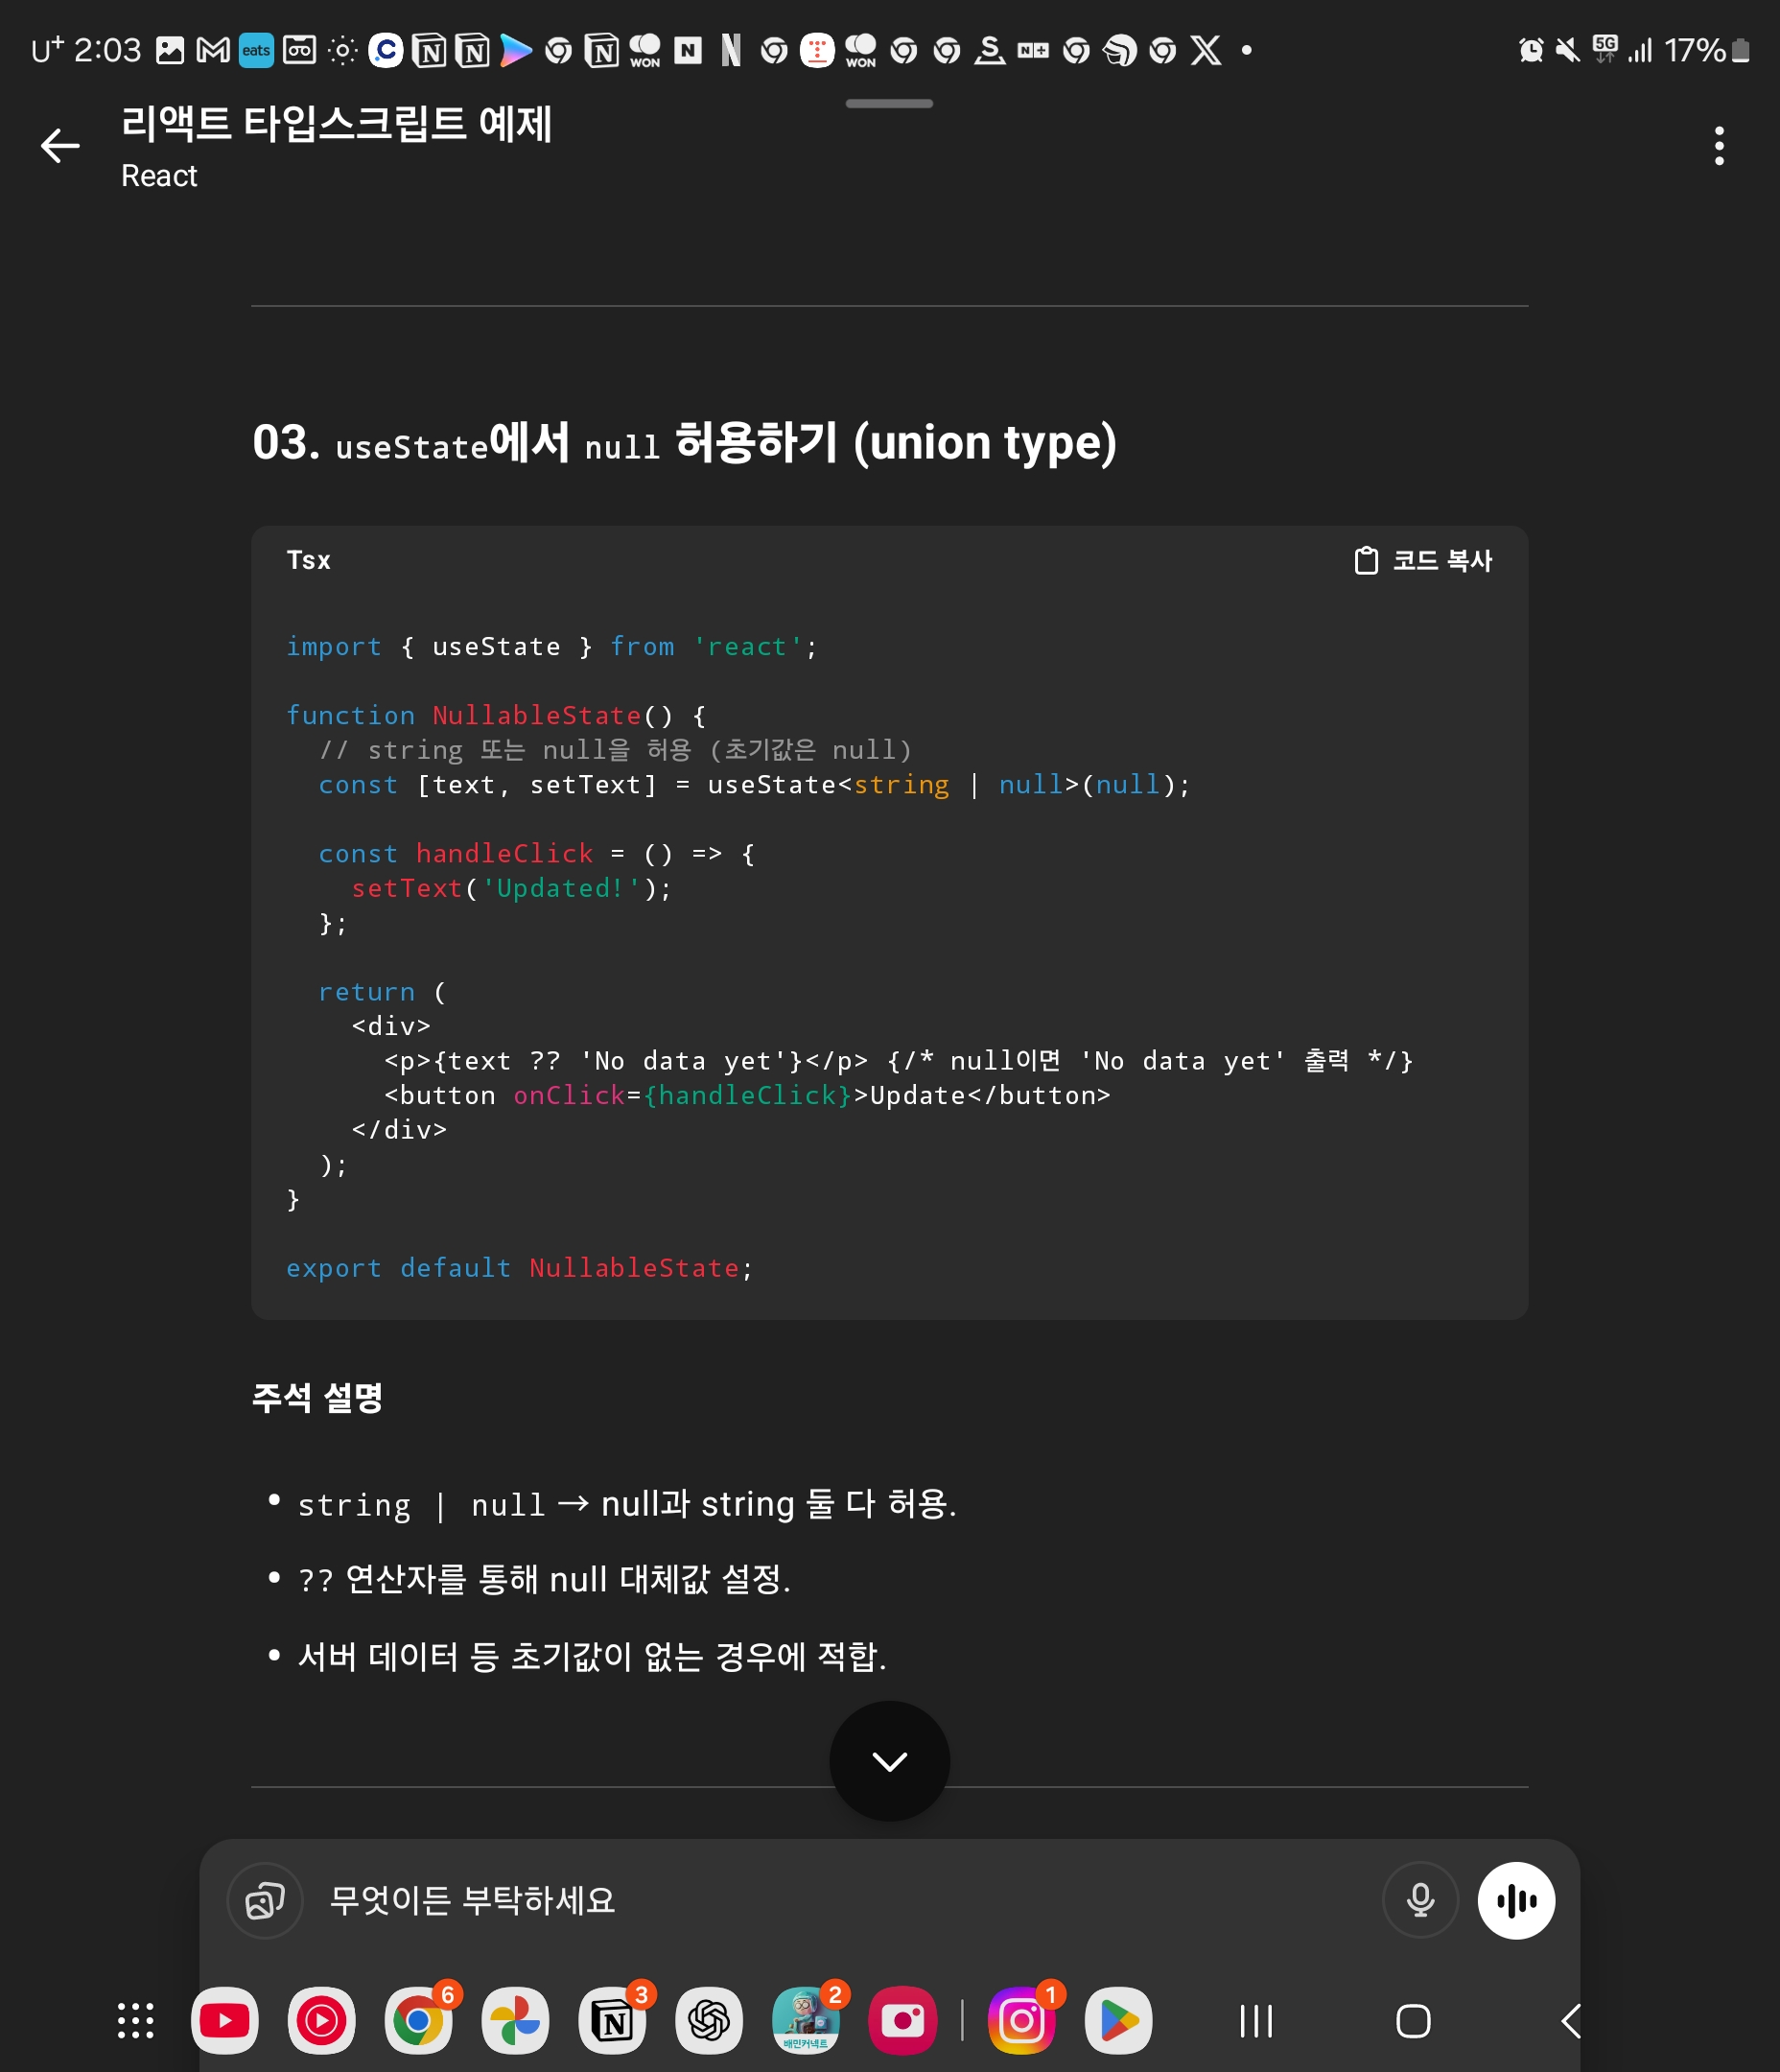 U+ 2:03 eats WON WON 5G 17%
리액트 타입스크립트 예제
React
03. useState에서 null 허용하기 (union type)
Tsx 코드 복사
import { useState } from 'react';
function NullableState() {
// string 또는 null을 허용 (초기값은 null)
const [text, setText] = useState<string | null>(null);
const handleClick = () => {
setText('Updated!');
};
return (
<div>
<p>{text ?? 'No data yet'}</p> {/* null이면 'No data yet' 출력 */}
<button onClick={handleClick}>Update</button>
</div>
);
}
export default NullableState;
주석 설명
• string | null → null과 string 둘 다 허용.
• ?? 연산자를 통해 null 대체값 설정.
• 서버 데이터 등 초기값이 없는 경우에 적합.
무엇이든 부탁하세요
6 3 2 1
배민커넥트